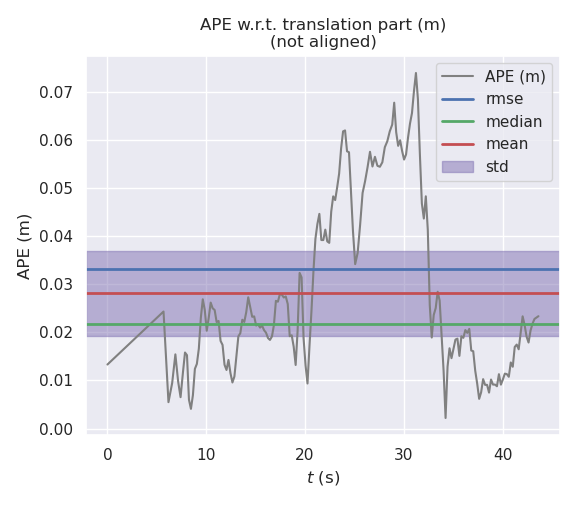 APE w.r.t. translation part (m)
(not aligned)
APE (m)
rmse
median
mean
std
APE (m)
0.07
0.06
0.05
0.04
0.03
0.02
0.01
0.00
0 10 20 30 40
t (s)